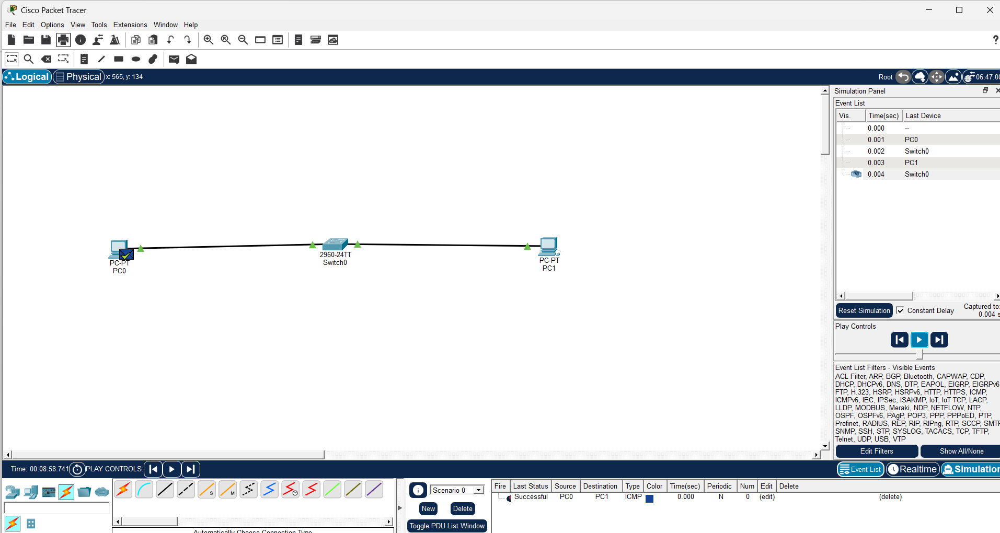 Cisco Packet Tracer
File Edit Options View Tools Extensions Window Help
?
Logical Physical x: 565, y: 134 Root 06:47:00
Simulation Panel
Event List
Vis. Time(sec) Last Device
0.000 --
0.001 PC0
0.002 Switch0
0.003 PC1
0.004 Switch0
PC-PT
PC0
2960-24TT
Switch0
PC-PT
PC1
Reset Simulation Constant Delay Captured to:
0.004 s
Play Controls
Event List Filters - Visible Events
ACL Filter, ARP, BGP, Bluetooth, CAPWAP, CDP,
DHCP, DHCPv6, DNS, DTP, EAPOL, EIGRP, EIGRPv6
FTP, H.323, HSRP, HSRPv6, HTTP, HTTPS, ICMP,
ICMPv6, IEC, IPSec, ISAKMP, IoT, IoT TCP, LACP,
LLDP, MODBUS, Meraki, NDP, NETFLOW, NTP,
OSPF, OSPFv6, PAgP, POP3, PPP, PPPoED, PTP,
Profinet, RADIUS, REP, RIP, RIPng, RTP, SCCP, SMTP
SNMP, SSH, STP, SYSLOG, TACACS, TCP, TFTP,
Telnet, UDP, USB, VTP
Edit Filters Show All/None
Time: 00:08:58.741 PLAY CONTROLS: Event List Realtime Simulation
S M
Scenario 0
New Delete
Toggle PDU List Window
Fire Last Status Source Destination Type Color Time(sec) Periodic Num Edit Delete
Successful PC0 PC1 ICMP 0.000 N 0 (edit) (delete)
Automatically Choose Connection Type